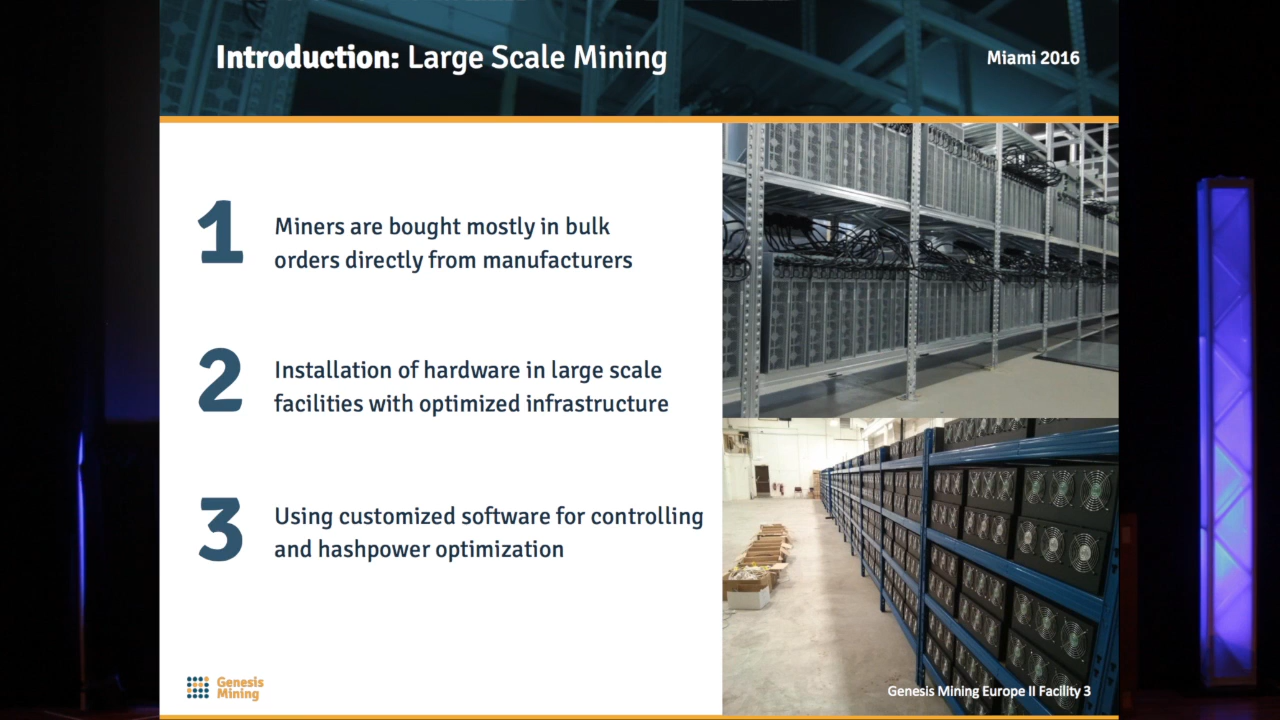 Introduction: Large Scale Mining
Miami 2016
1
Miners are bought mostly in bulk
orders directly from manufacturers
2
Installation of hardware in large scale
facilities with optimized infrastructure
3
Using customized software for controlling
and hashpower optimization
Genesis
Mining
Genesis Mining Europe II Facility 3